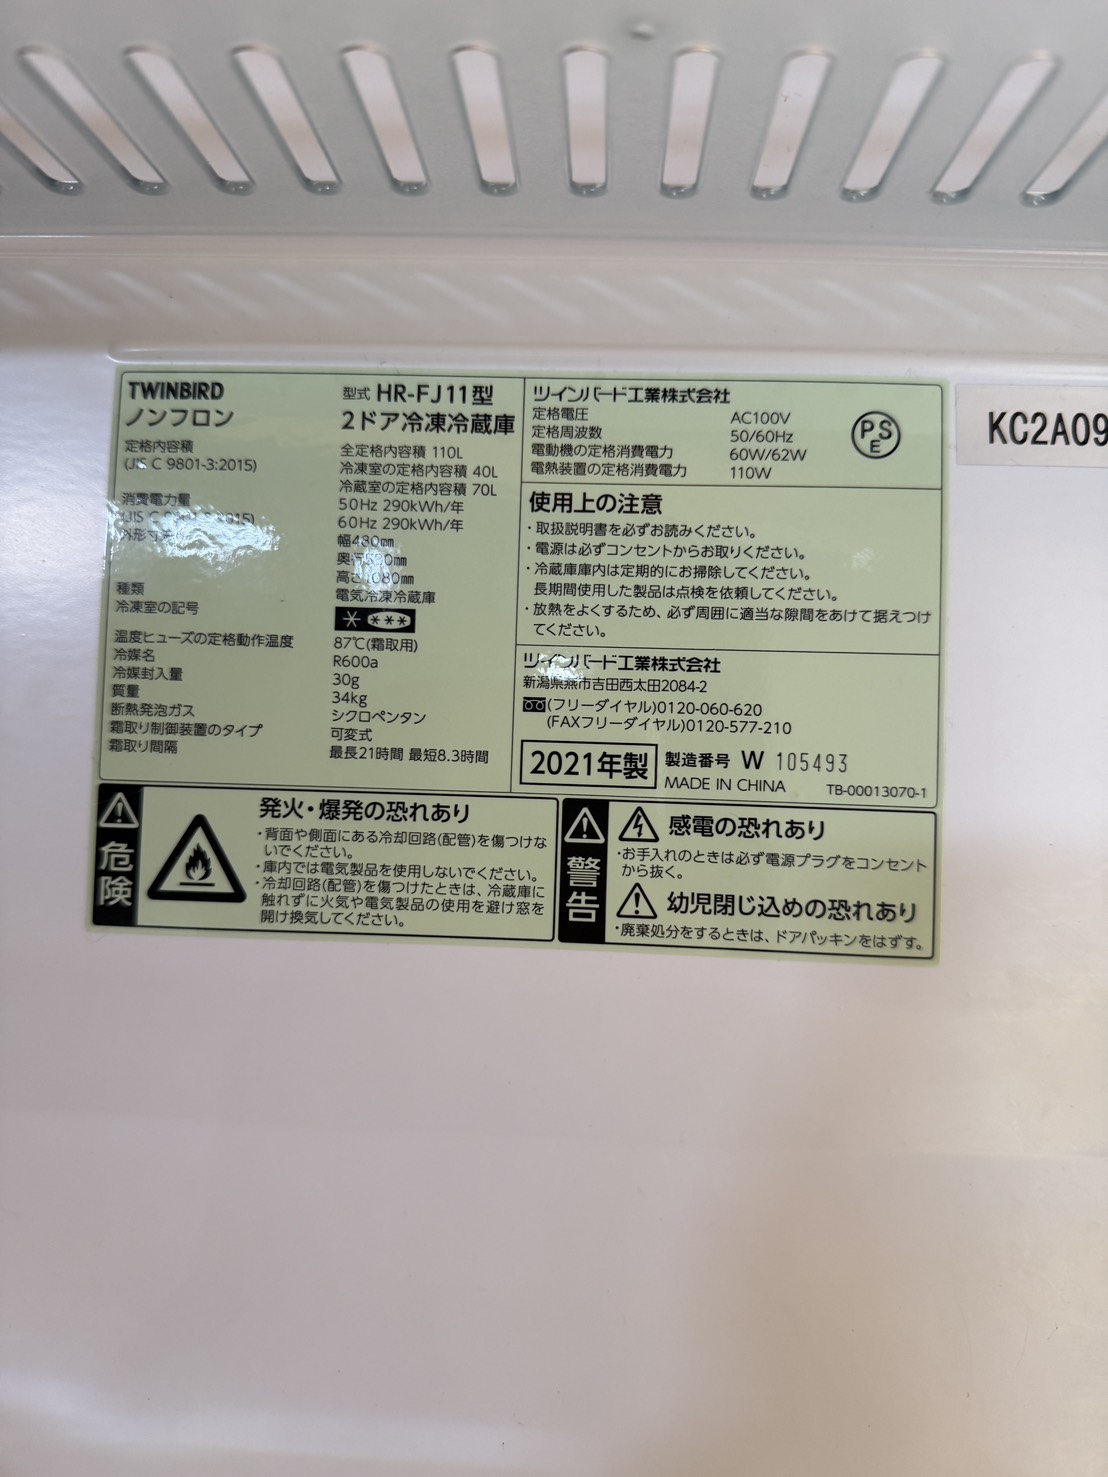 TWINBIRD
ノンフロン
型式 HR-FJ11型
2ドア冷凍冷蔵庫
定格内容積
(JIS C 9801-3:2015)
全定格内容積 110L
冷凍室の定格内容積 40L
冷蔵室の定格内容積 70L
消費電力量
50Hz 290kWh/年
60Hz 290kWh/年
外形寸
幅480mm
奥行
高さ1080mm
種類
電気冷凍冷蔵庫
冷凍室の記号
温度ヒューズの定格動作温度 87℃(霜取用)
冷媒名 R600a
冷媒封入量 30g
質量 34kg
断熱発泡ガス シクロペンタン
霜取り制御装置のタイプ 可変式
霜取り間隔 最長21時間 最短8.3時間
ツインバード工業株式会社
定格電圧 AC100V
定格周波数 50/60Hz
電動機の定格消費電力 60W/62W
電熱装置の定格消費電力 110W
PSE
使用上の注意
・取扱説明書を必ずお読みください。
・電源は必ずコンセントからお取りください。
・冷蔵庫庫内は定期的にお掃除してください。
長期間使用した製品は点検を依頼してください。
・放熱をよくするため、必ず周囲に適当な隙間をあけて据えつけ
てください。
ツインバード工業株式会社
新潟県燕市吉田西太田2084-2
(フリーダイヤル)0120-060-620
(FAXフリーダイヤル)0120-577-210
2021年製 製造番号 W 105493
MADE IN CHINA TB-00013070-1
危険
発火・爆発の恐れあり
・背面や側面にある冷却回路(配管)を傷つけな
いでください。
・庫内では電気製品を使用しないでください。
・冷却回路(配管)を傷つけたときは、冷蔵庫に
触れずに火気や電気製品の使用を避け窓を
開け換気してください。
警告
感電の恐れあり
・お手入れのときは必ず電源プラグをコンセント
から抜く。
幼児閉じ込めの恐れあり
・廃棄処分をするときは、ドアパッキンをはずす。
KC2A09